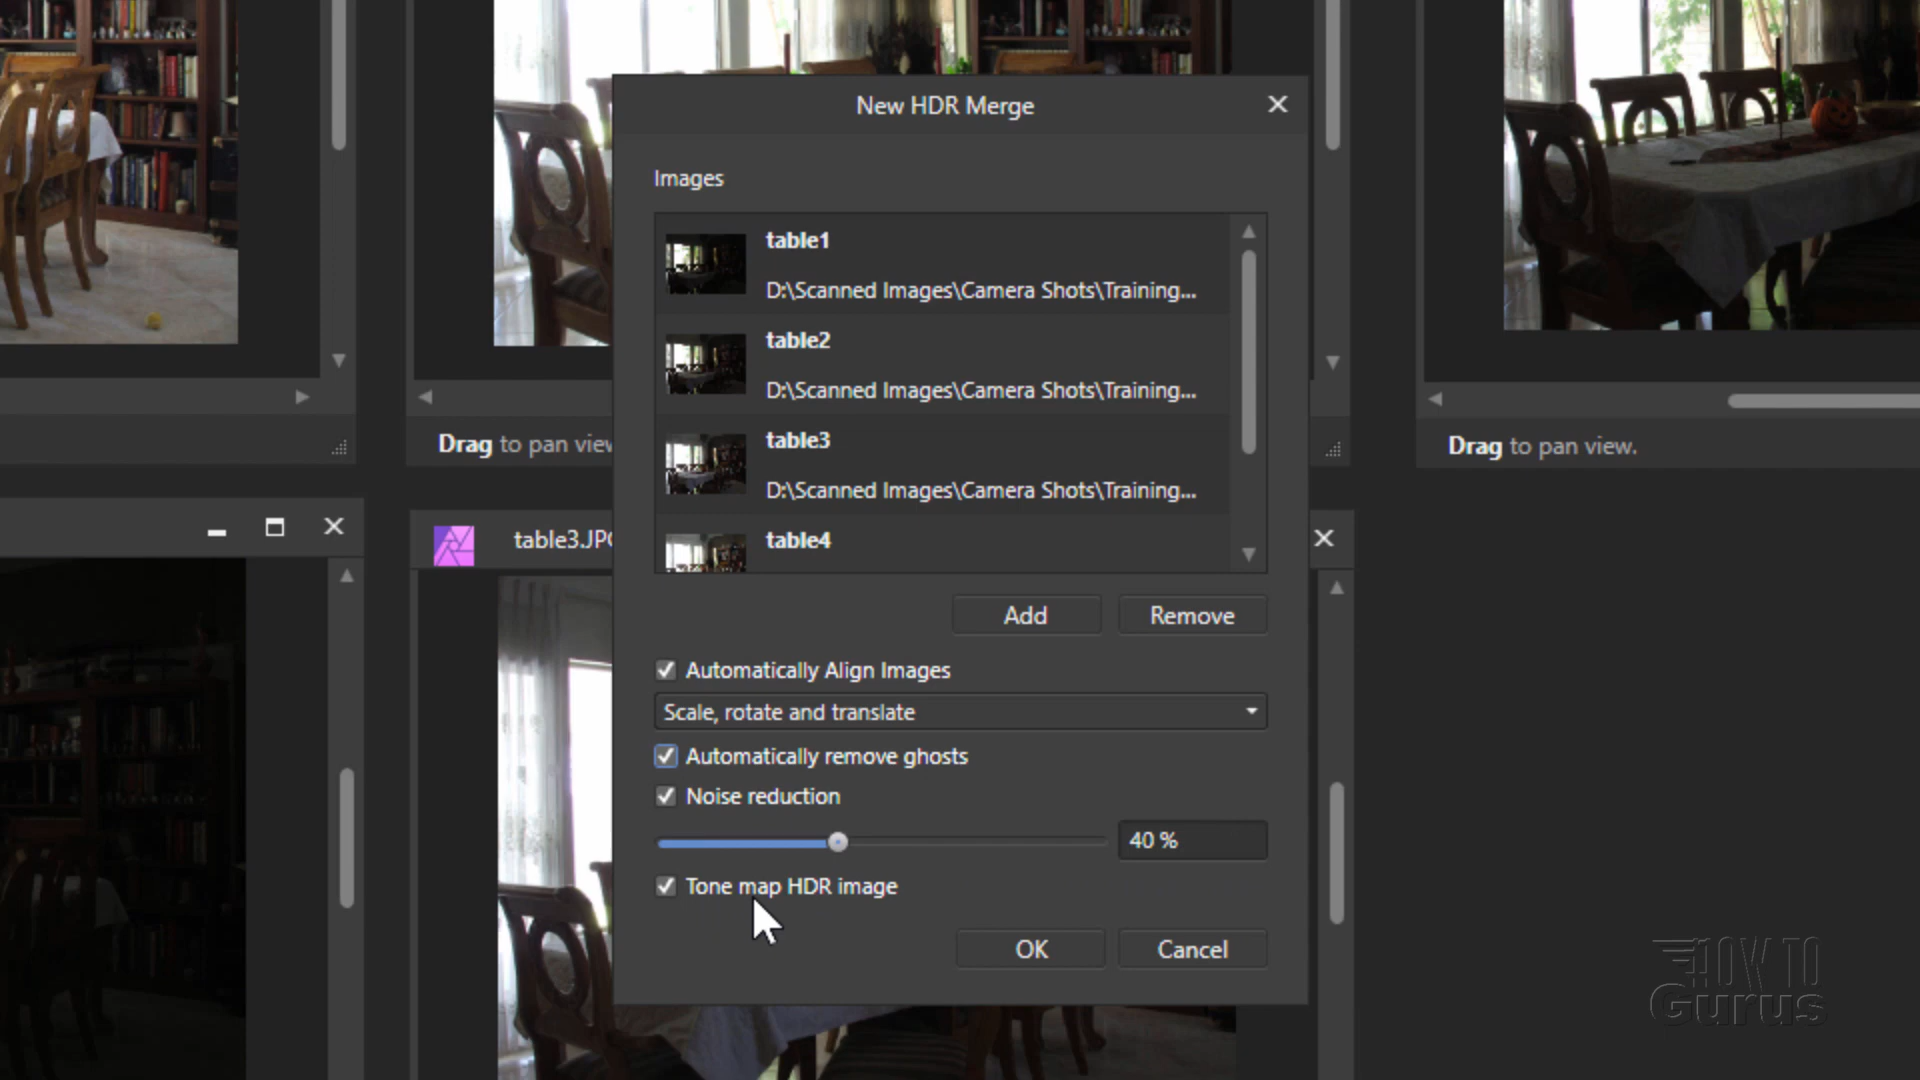 New HDR Merge
Images
table1
D:\Scanned Images\Camera Shots\Training...
table2
D:\Scanned Images\Camera Shots\Training...
table3
D:\Scanned Images\Camera Shots\Training...
table4
Add
Remove
Automatically Align Images
Scale, rotate and translate
Automatically remove ghosts
Noise reduction
40 %
Tone map HDR image
OK
Cancel
Drag to pan view
Drag to pan view.
table3.JP
HOW TO
Gurus